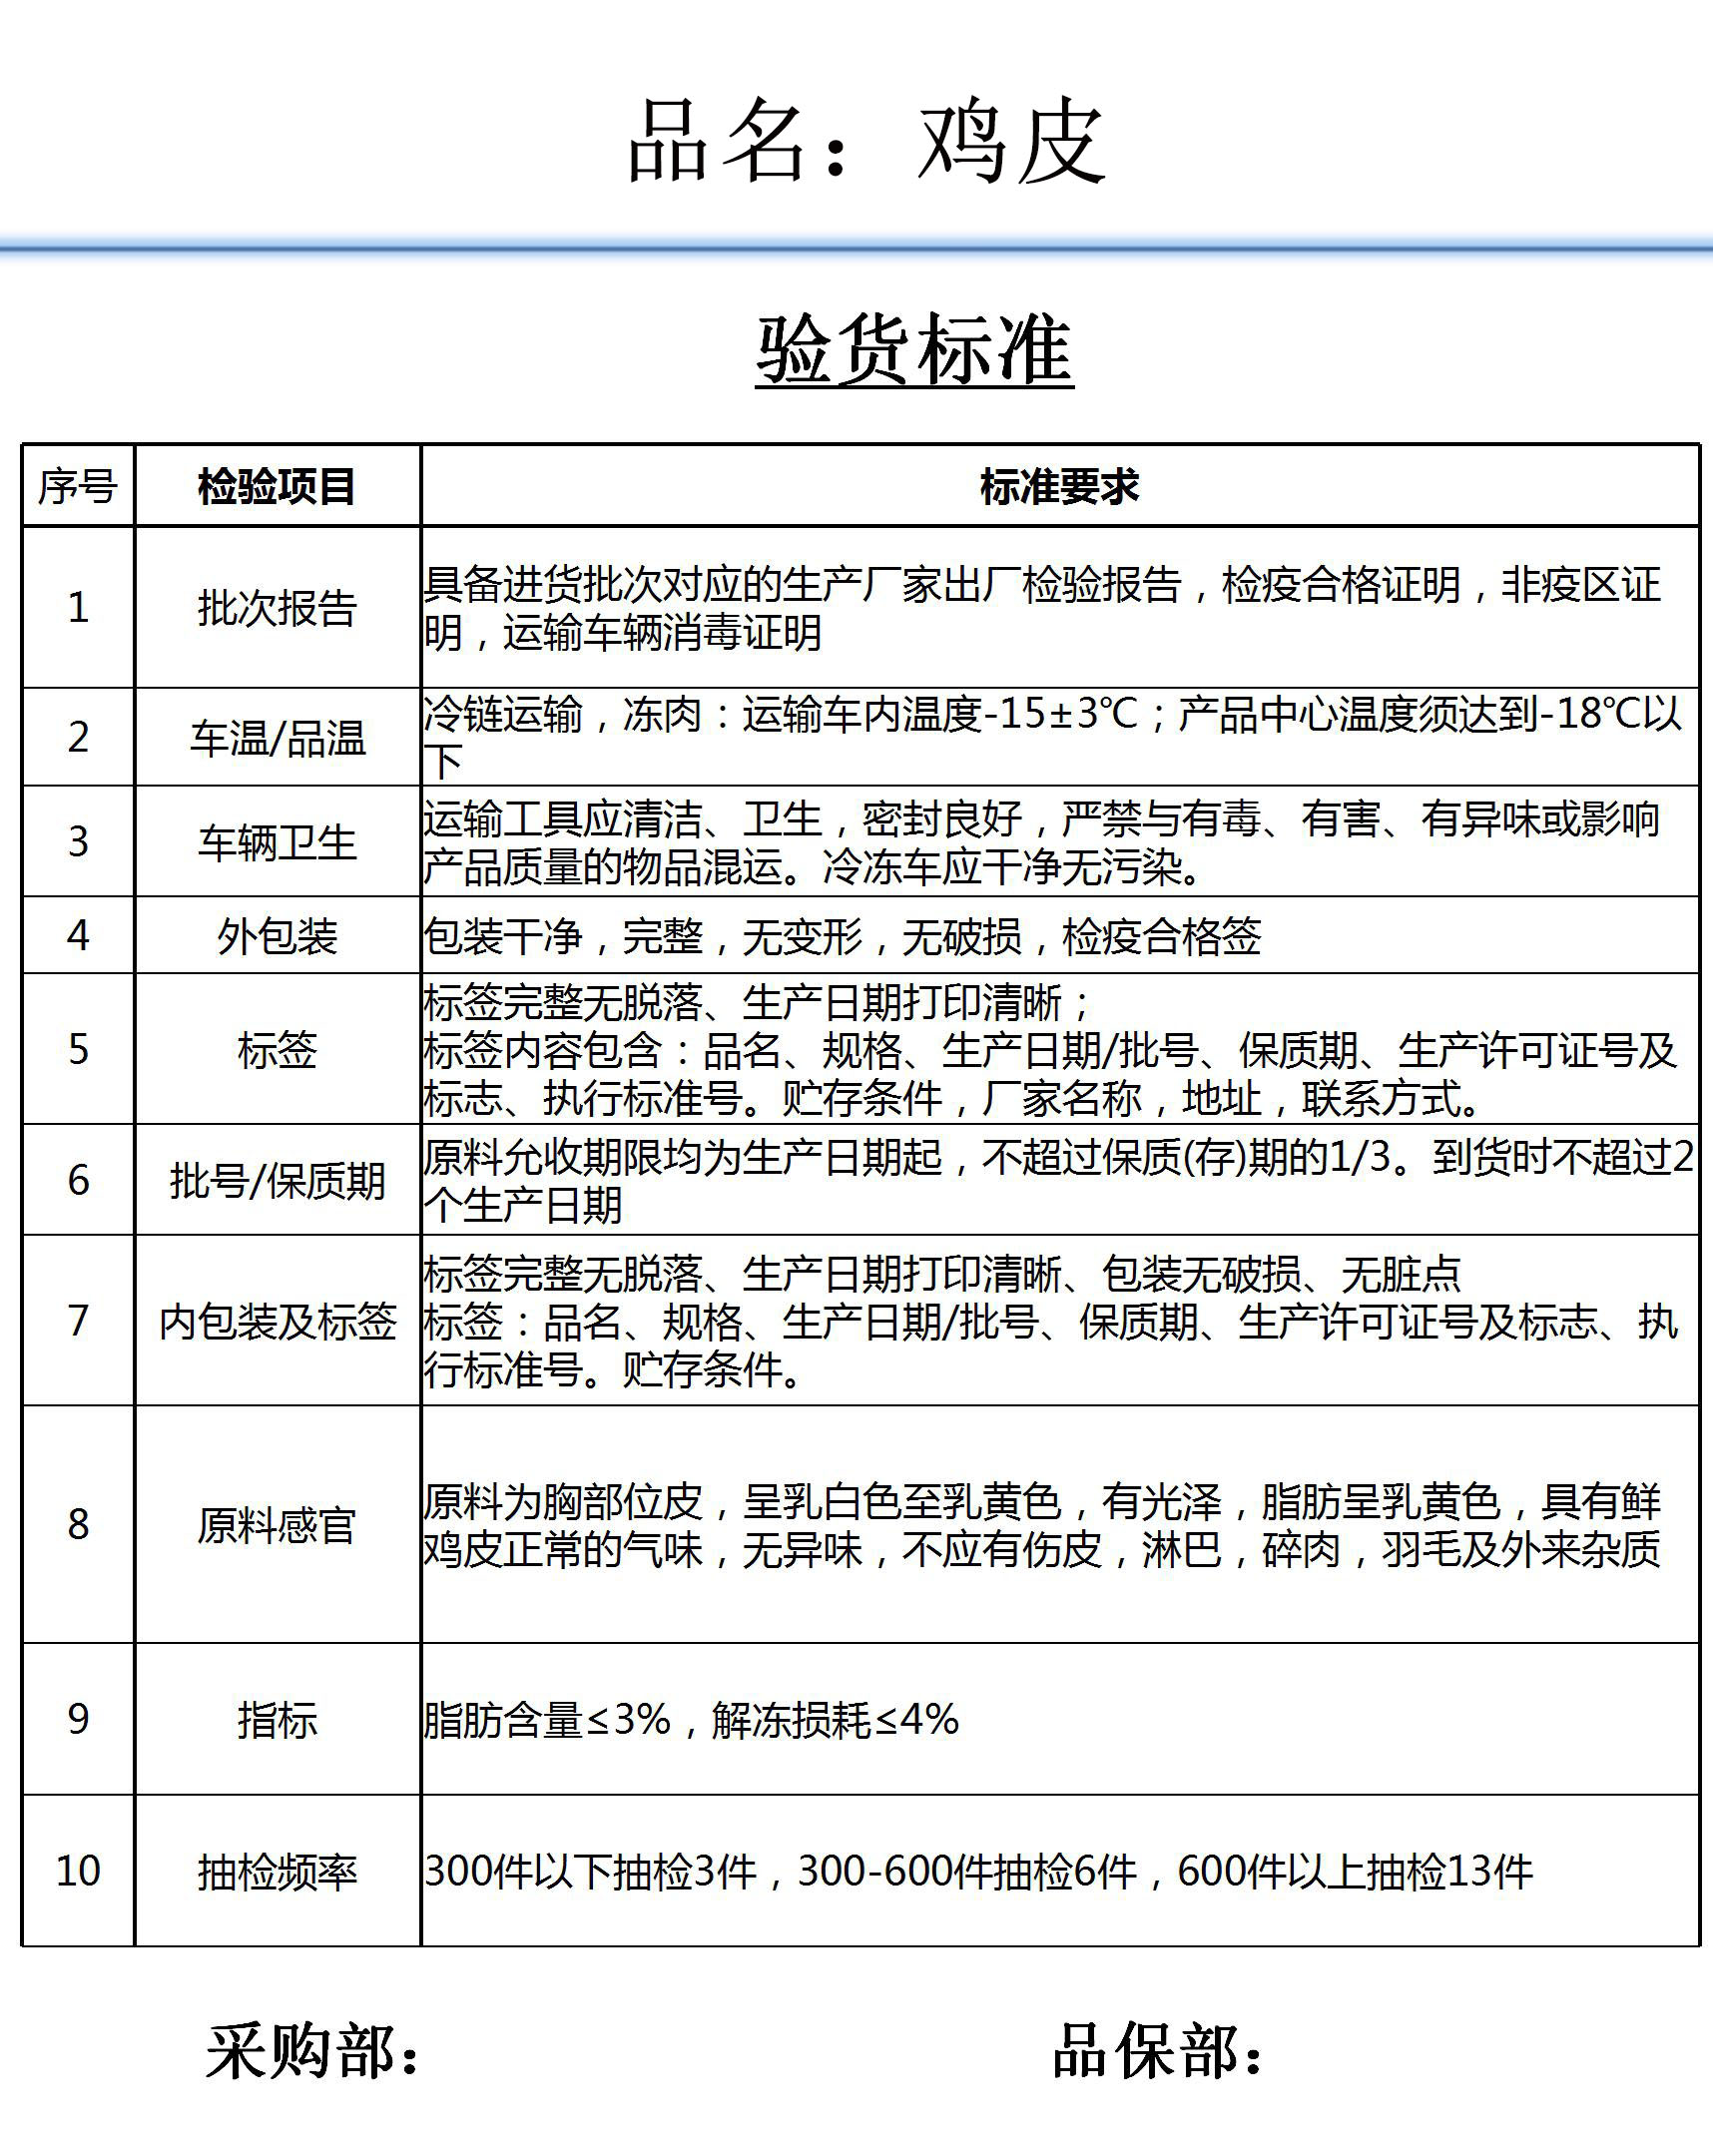 品名：鸡皮
验货标准
序号 检验项目 标准要求
1 批次报告 具备进货批次对应的生产厂家出厂检验报告，检疫合格证明，非疫区证
明，运输车辆消毒证明
2 车温/品温 冷链运输，冻肉：运输车内温度-15±3℃；产品中心温度须达到-18℃以
下
3 车辆卫生 运输工具应清洁、卫生，密封良好，严禁与有毒、有害、有异味或影响
产品质量的物品混运。冷冻车应干净无污染。
4 外包装 包装干净，完整，无变形，无破损，检疫合格签
5 标签 标签完整无脱落、生产日期打印清晰；
标签内容包含：品名、规格、生产日期/批号、保质期、生产许可证号及
标志、执行标准号。贮存条件，厂家名称，地址，联系方式。
6 批号/保质期 原料允收期限均为生产日期起，不超过保质(存)期的1/3。到货时不超过2
个生产日期
7 内包装及标签 标签完整无脱落、生产日期打印清晰、包装无破损、无脏点
标签：品名、规格、生产日期/批号、保质期、生产许可证号及标志、执
行标准号。贮存条件。
8 原料感官 原料为胸部位皮，呈乳白色至乳黄色，有光泽，脂肪呈乳黄色，具有鲜
鸡皮正常的气味，无异味，不应有伤皮，淋巴，碎肉，羽毛及外来杂质
9 指标 脂肪含量≤3%，解冻损耗≤4%
10 抽检频率 300件以下抽检3件，300-600件抽检6件，600件以上抽检13件
采购部： 品保部：